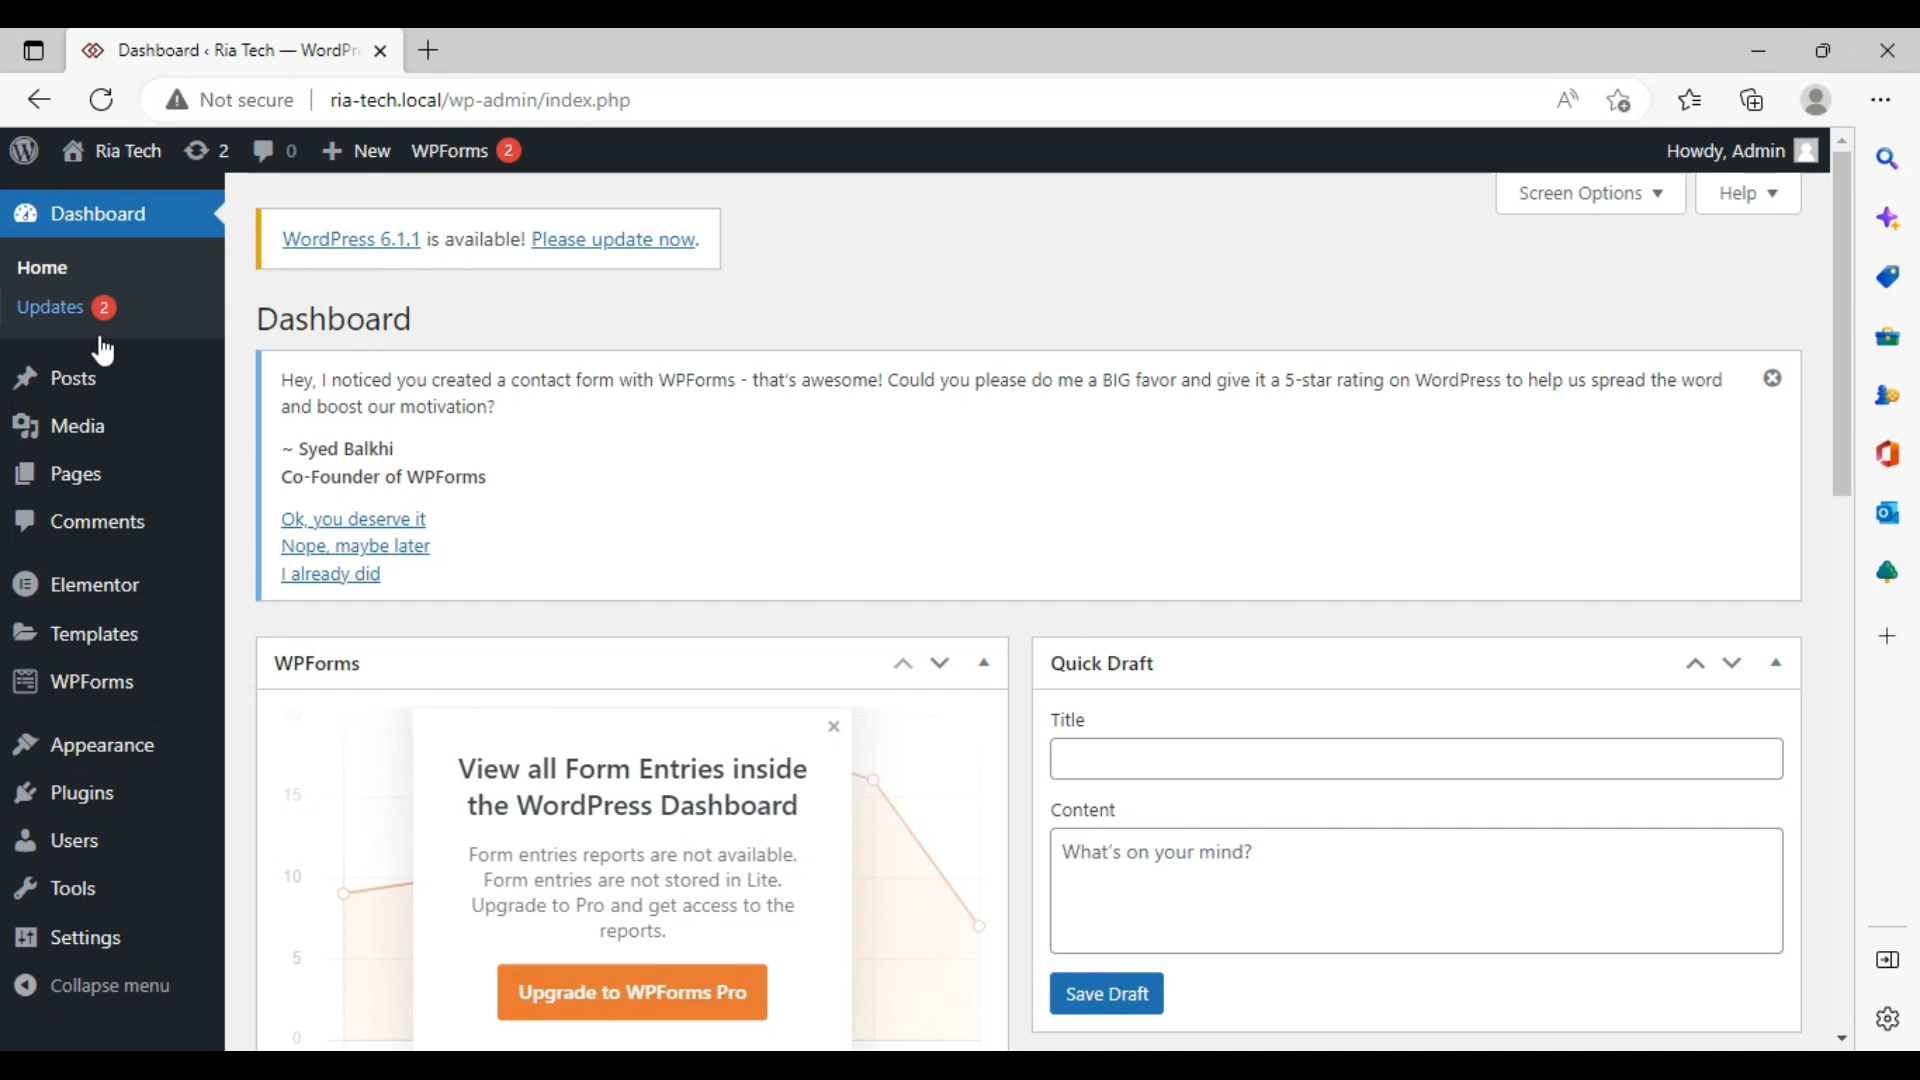 Dashboard ‹ Ria Tech — WordPr
Not secure ria-tech.local/wp-admin/index.php
Ria Tech 2 0 New WPForms 2 Howdy, Admin
Screen Options Help
Dashboard
Home
Updates 2
Posts
Media
Pages
Comments
Elementor
Templates
WPForms
Appearance
Plugins
Users
Tools
Settings
Collapse menu
WordPress 6.1.1 is available! Please update now.
Dashboard
Hey, I noticed you created a contact form with WPForms - that's awesome! Could you please do me a BIG favor and give it a 5-star rating on WordPress to help us spread the word
and boost our motivation?
~ Syed Balkhi
Co-Founder of WPForms
Ok, you deserve it
Nope, maybe later
I already did
WPForms
20
15
10
5
0
View all Form Entries inside
the WordPress Dashboard
Form entries reports are not available.
Form entries are not stored in Lite.
Upgrade to Pro and get access to the
reports.
Upgrade to WPForms Pro
Quick Draft
Title
Content
What's on your mind?
Save Draft